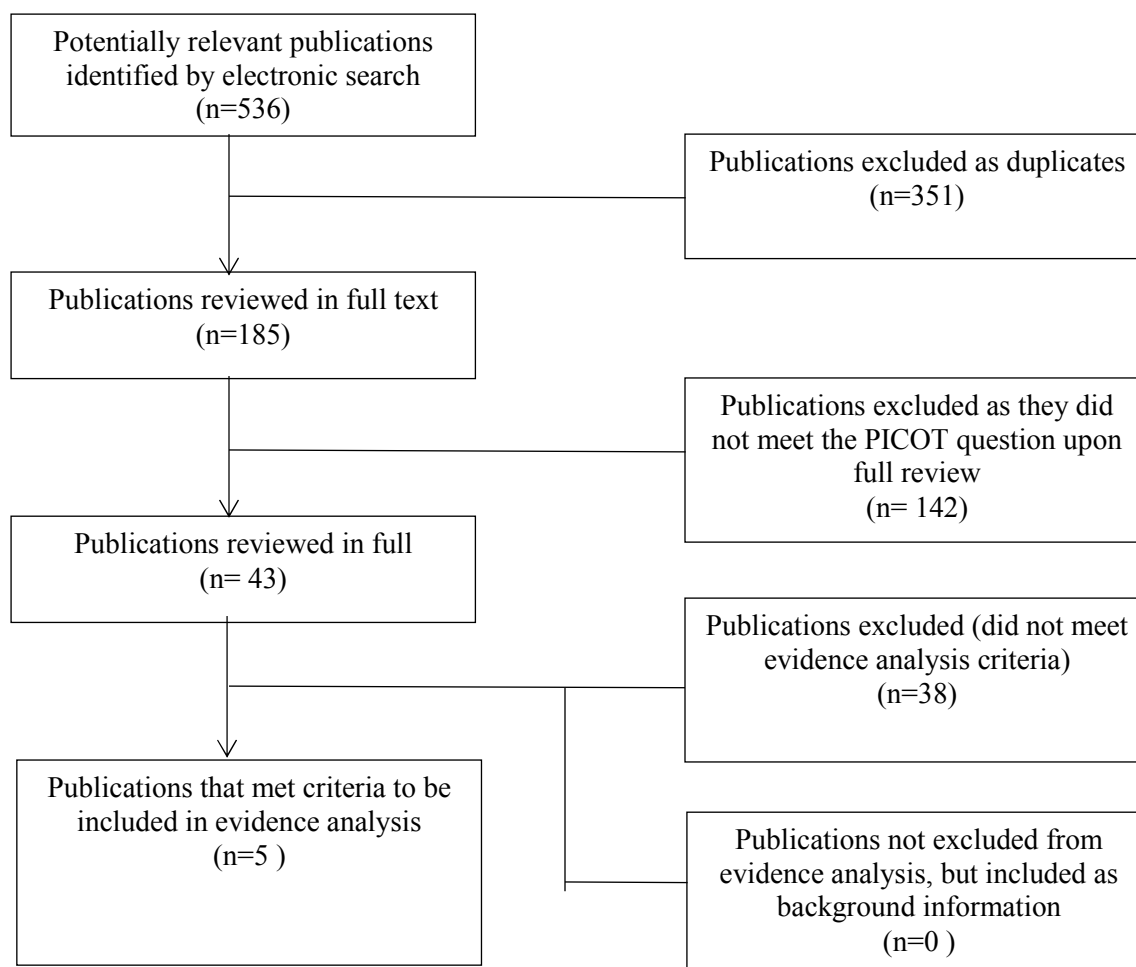 Potentially relevant publications
identified by electronic search
(n=536)
Publications excluded as duplicates
(n=351)
Publications reviewed in full text
(n=185)
Publications excluded as they did
not meet the PICOT question upon
full review
(n= 142)
Publications reviewed in full
(n= 43)
Publications excluded (did not meet
evidence analysis criteria)
(n=38)
Publications that met criteria to be
included in evidence analysis
(n=5 )
Publications not excluded from
evidence analysis, but included as
background information
(n=0 )